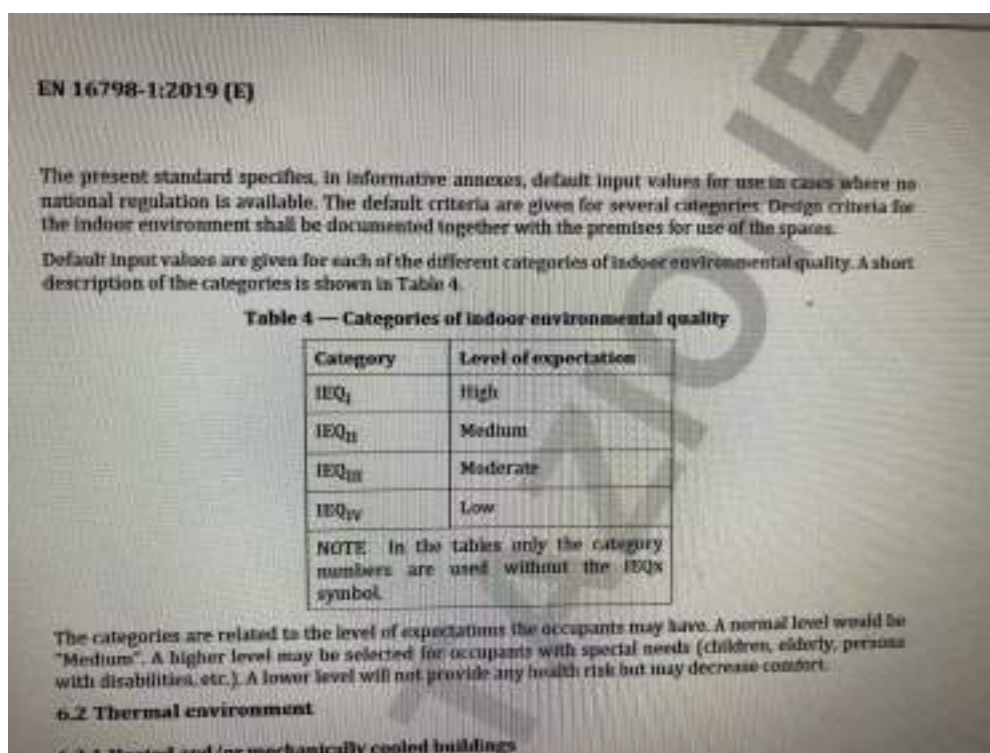 EN 16798-1:2019 (E)
The present standard specifies, in informative annexes, default input values for use in cases where no
national regulation is available. The default criteria are given for several categories. Design criteria for
the indoor environment shall be documented together with the premises for use of the spaces.
Default input values are given for each of the different categories of indoor environmental quality. A short
description of the categories is shown in Table 4.
Table 4 — Categories of indoor environmental quality
Category Level of expectation
IEQI High
IEQII Medium
IEQIII Moderate
IEQIV Low
NOTE In the tables only the category
numbers are used without the IEQx
symbol.
The categories are related to the level of expectations the occupants may have. A normal level would be
"Medium". A higher level may be selected for occupants with special needs (children, elderly, persons
with disabilities, etc.). A lower level will not provide any health risk but may decrease comfort.
6.2 Thermal environment
Heated and/or mechanically cooled buildings